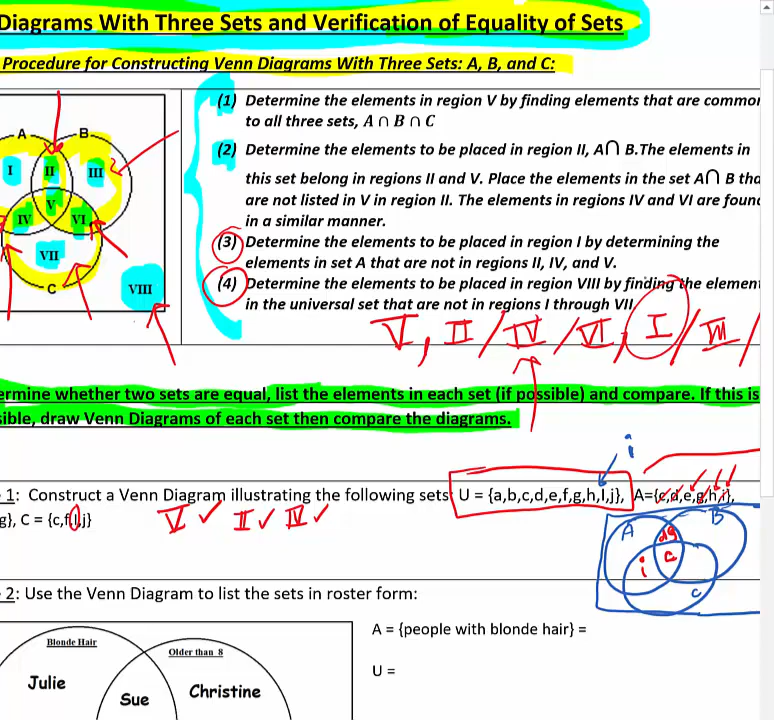 Diagrams With Three Sets and Verification of Equality of Sets
Procedure for Constructing Venn Diagrams With Three Sets: A, B, and C:
A B
I II III
V
IV VI
VII
C
VIII
(1) Determine the elements in region V by finding elements that are common
to all three sets, A ∩ B ∩ C
(2) Determine the elements to be placed in region II, A∩ B.The elements in
this set belong in regions II and V. Place the elements in the set A∩ B tha
are not listed in V in region II. The elements in regions IV and VI are foun
in a similar manner.
(3) Determine the elements to be placed in region I by determining the
elements in set A that are not in regions II, IV, and V.
(4) Determine the elements to be placed in region VIII by finding the elemen
in the universal set that are not in regions I through VII.
V, II / IV / VI, I / III /
ermine whether two sets are equal, list the elements in each set (if possible) and compare. If this is
sible, draw Venn Diagrams of each set then compare the diagrams.
i
1: Construct a Venn Diagram illustrating the following sets: U = {a,b,c,d,e,f,g,h,I,j}, A={c,d,e,g,h,i},
g}, C = {c,f,I,j}
V II IV
A B
dg
i c
C
2: Use the Venn Diagram to list the sets in roster form:
Blonde Hair
Older than 8
Julie
Sue
Christine
A = {people with blonde hair} =
U =